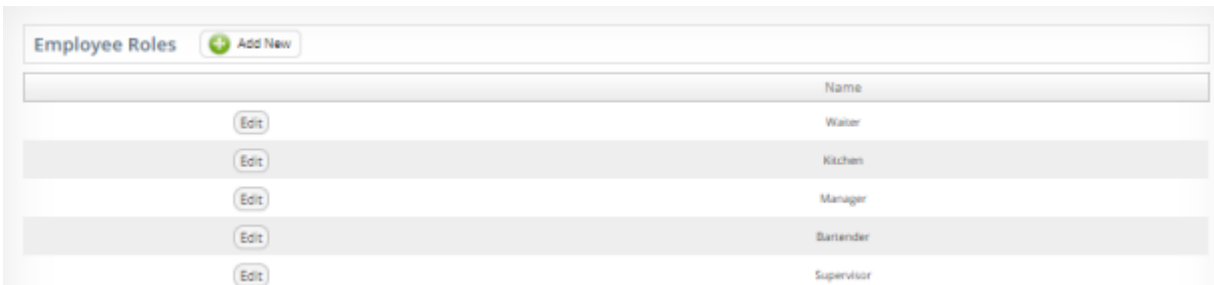 Employee Roles Add New
Name
Edit Waiter
Edit Kitchen
Edit Manager
Edit Bartender
Edit Supervisor